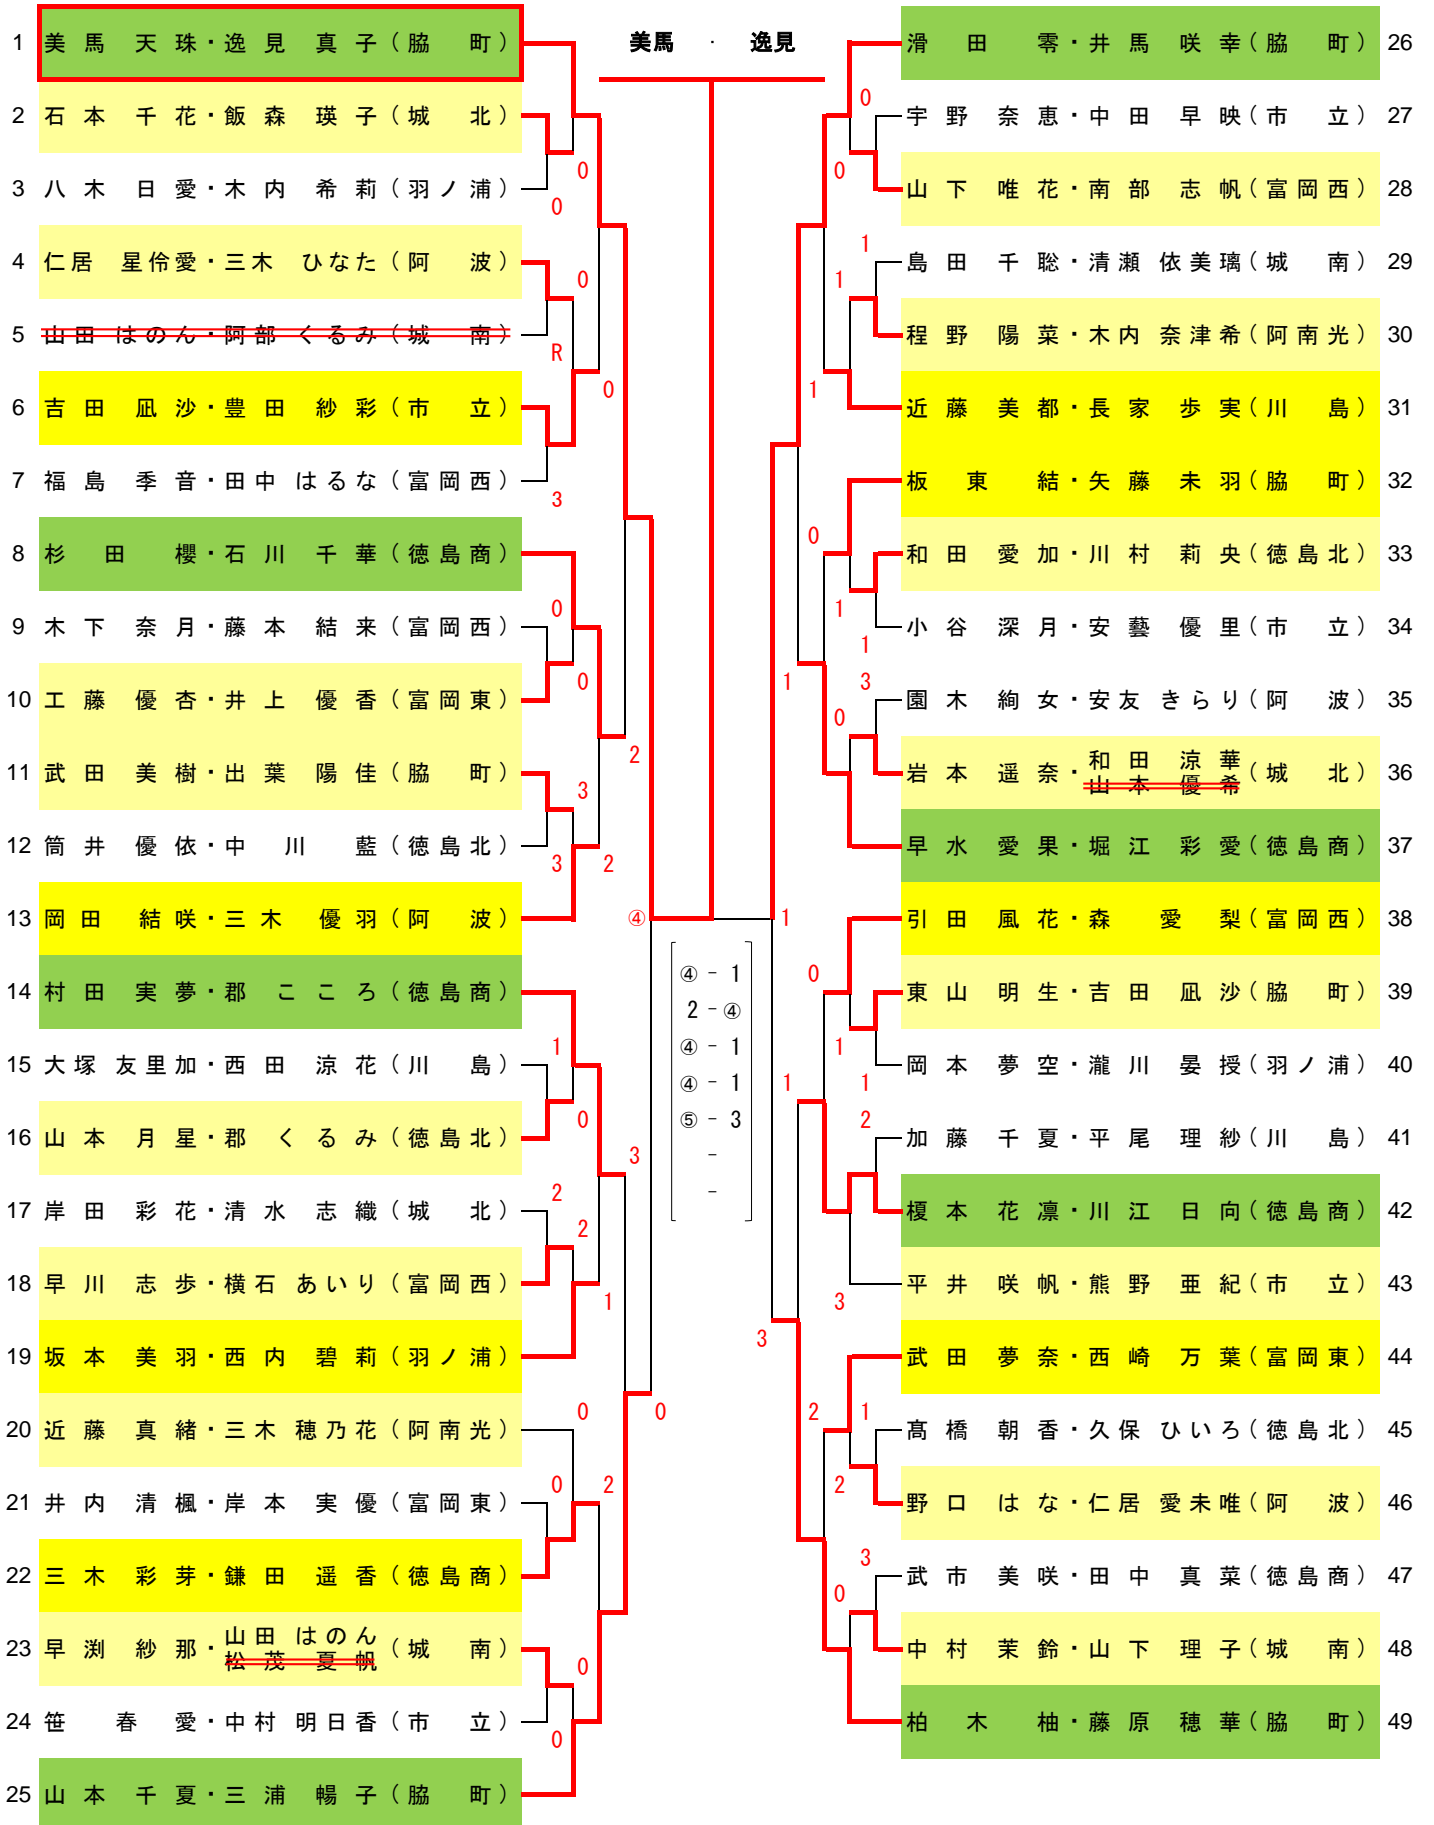 美馬 ・ 逸見
1 美馬 天珠・逸見 真子(脇 町)
2 石本 千花・飯森 瑛子(城 北)
3 八木 日愛・木内 希莉(羽ノ浦)
4 仁居 星伶愛・三木 ひなた(阿 波)
5 山田 はのん・阿部 くるみ(城 南)
6 吉田 凪沙・豊田 紗彩(市 立)
7 福島 季音・田中 はるな(富岡西)
8 杉田 櫻・石川 千華(徳島商)
9 木下 奈月・藤本 結来(富岡西)
10 工藤 優杏・井上 優香(富岡東)
11 武田 美樹・出葉 陽佳(脇 町)
12 筒井 優依・中川 藍(徳島北)
13 岡田 結咲・三木 優羽(阿 波)
14 村田 実夢・郡 こころ(徳島商)
15 大塚 友里加・西田 涼花(川 島)
16 山本 月星・郡 くるみ(徳島北)
17 岸田 彩花・清水 志織(城 北)
18 早川 志歩・横石 あいり(富岡西)
19 坂本 美羽・西内 碧莉(羽ノ浦)
20 近藤 真緒・三木 穂乃花(阿南光)
21 井内 清楓・岸本 実優(富岡東)
22 三木 彩芽・鎌田 遥香(徳島商)
23 早渕 紗那・山田 はのん(城 南)
松茂 夏帆
24 笹 春愛・中村 明日香(市 立)
25 山本 千夏・三浦 暢子(脇 町)
0
0
0
R
0
3
0
0
2
3
3
2
④
1
0
3
2
2
1
0
0
0
2
0
0
④ - 1
2 - ④
④ - 1
④ - 1
⑤ - 3
-
-
滑田 零・井馬 咲幸(脇 町) 26
宇野 奈恵・中田 早映(市 立) 27
山下 唯花・南部 志帆(富岡西) 28
島田 千聡・清瀬 依美璃(城 南) 29
程野 陽菜・木内 奈津希(阿南光) 30
近藤 美都・長家 歩実(川 島) 31
板東 結・矢藤 未羽(脇 町) 32
和田 愛加・川村 莉央(徳島北) 33
小谷 深月・安藝 優里(市 立) 34
園木 絢女・安友 きらり(阿 波) 35
岩本 遥奈・和田 涼華(城 北) 36
山本 優希
早水 愛果・堀江 彩愛(徳島商) 37
引田 風花・森 愛梨(富岡西) 38
東山 明生・吉田 凪沙(脇 町) 39
岡本 夢空・瀧川 晏授(羽ノ浦) 40
加藤 千夏・平尾 理紗(川 島) 41
榎本 花凛・川江 日向(徳島商) 42
平井 咲帆・熊野 亜紀(市 立) 43
武田 夢奈・西崎 万葉(富岡東) 44
髙橋 朝香・久保 ひいろ(徳島北) 45
野口 はな・仁居 愛未唯(阿 波) 46
武市 美咲・田中 真菜(徳島商) 47
中村 茉鈴・山下 理子(城 南) 48
柏木 柚・藤原 穂華(脇 町) 49
0
0
1
1
1
0
1
1
1
3
0
1
0
1
1
1
2
3
3
2
1
2
3
0